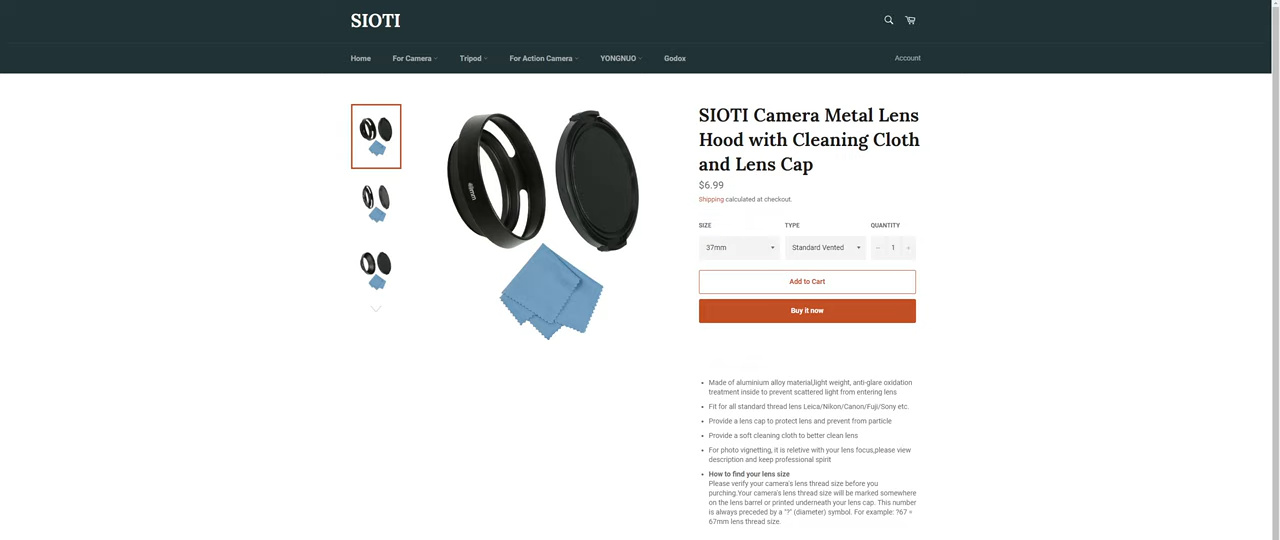 SIOTI
Home
For Camera
Tripod
For Action Camera
YONGNUO
Godox
Account
SIOTI Camera Metal Lens
Hood with Cleaning Cloth
and Lens Cap
$6.99
Shipping calculated at checkout.
SIZE
TYPE
QUANTITY
37mm
Standard Vented
1
Add to Cart
Buy it now
Made of aluminium alloy material,light weight, anti-glare oxidation
treatment inside to prevent scattered light from entering lens
Fit for all standard thread lens Leica/Nikon/Canon/Fuji/Sony etc.
Provide a lens cap to protect lens and prevent from particle
Provide a soft cleaning cloth to better clean lens
For photo vignetting, it is reletive with your lens focus,please view
description and keep professional spirit
How to find your lens size
Please verify your camera's lens thread size before you
purching.Your camera's lens thread size will be marked somewhere
on the lens barrel or printed underneath your lens cap. This number
is always preceded by a "?" (diameter) symbol. For example: ?67 =
67mm lens thread size.